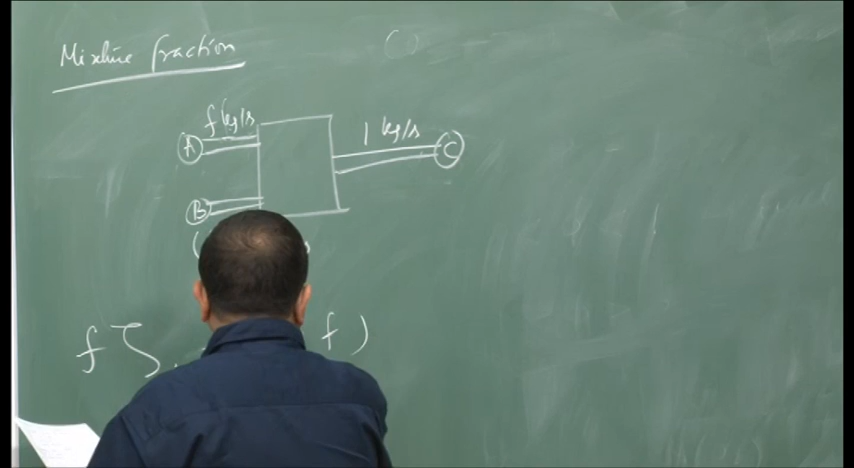 Mixture fraction
f kg/s
1 kg/s
A
C
B
(
f ζ f )